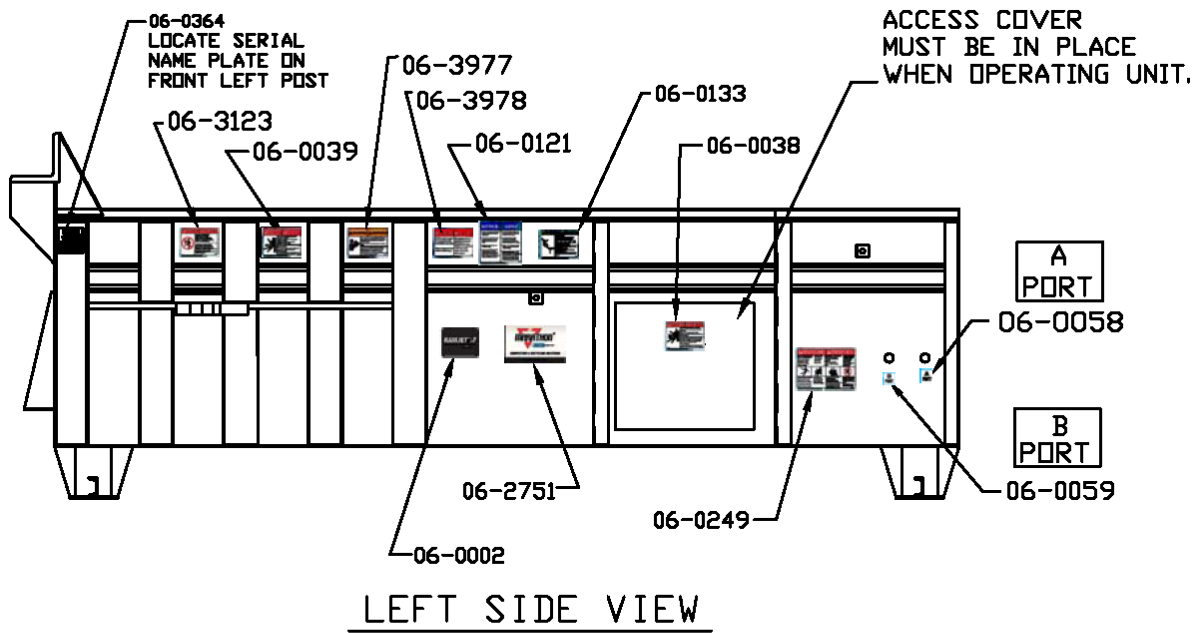 06-0364
LOCATE SERIAL
NAME PLATE ON
FRONT LEFT POST
06-3123
06-0039
06-3977
06-3978
06-0121
06-0133
06-0038
ACCESS COVER
MUST BE IN PLACE
WHEN OPERATING UNIT.
A
PORT
06-0058
B
PORT
06-0059
RAMJET
MARATHON
06-2751
06-0249
06-0002
LEFT SIDE VIEW